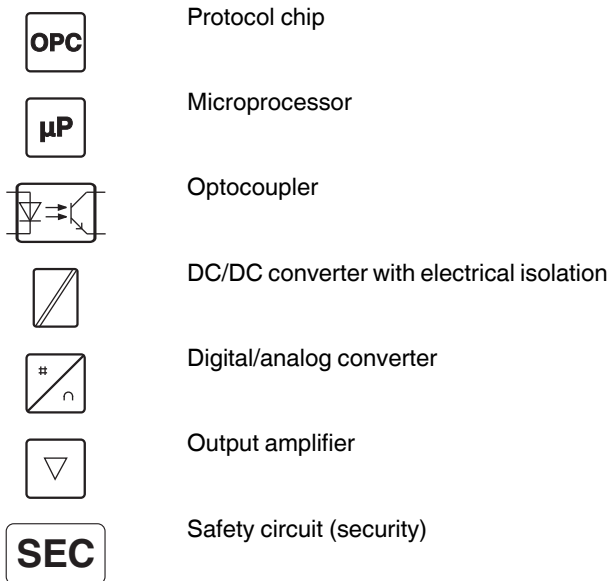 OPC Protocol chip
µP Microprocessor
Optocoupler
DC/DC converter with electrical isolation
# ∩ Digital/analog converter
Output amplifier
SEC Safety circuit (security)